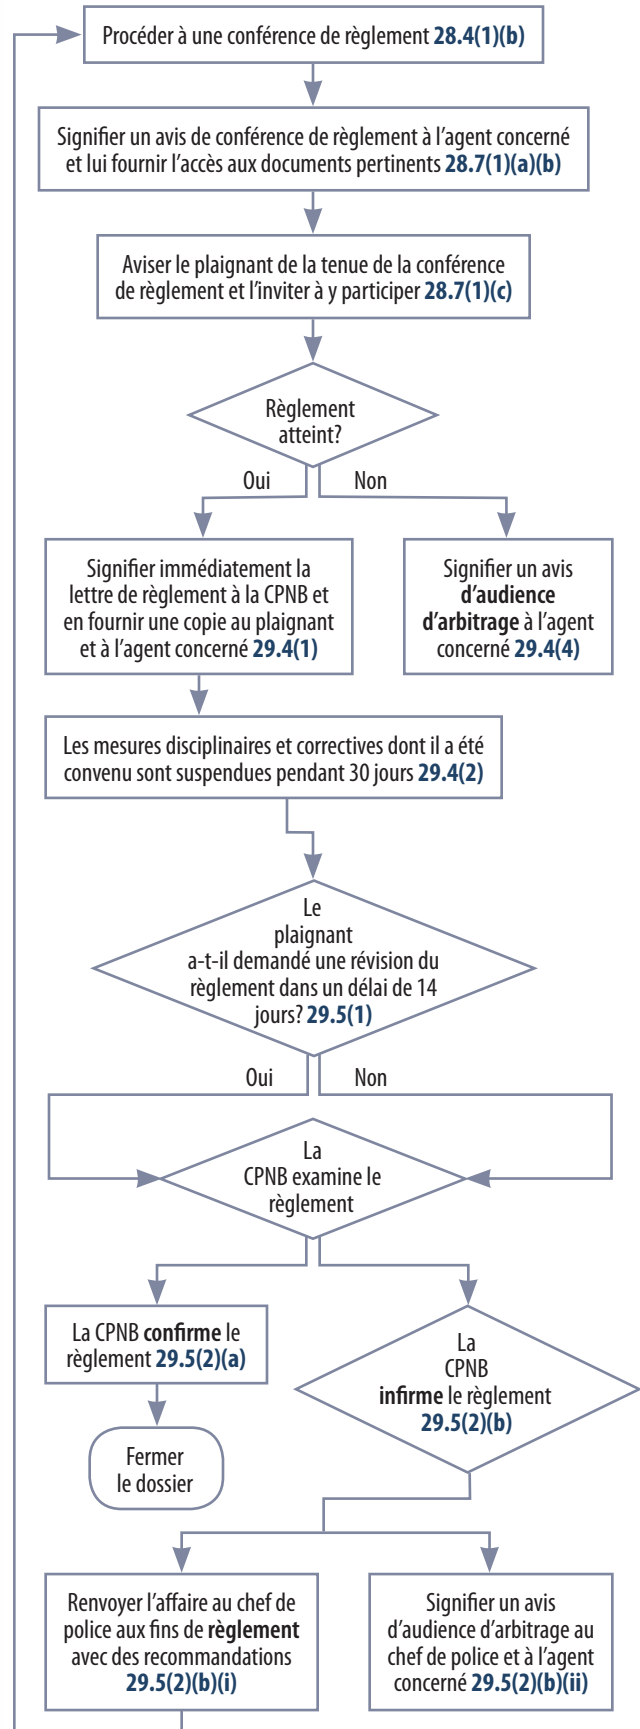 Procéder à une conférence de règlement 28.4(1)(b)
Signifier un avis de conférence de règlement à l'agent concerné
et lui fournir l'accès aux documents pertinents 28.7(1)(a)(b)
Aviser le plaignant de la tenue de la conférence
de règlement et l'inviter à y participer 28.7(1)(c)
Règlement
atteint?
Oui
Non
Signifier immédiatement la
lettre de règlement à la CPNB et
en fournir une copie au plaignant
et à l'agent concerné 29.4(1)
Signifier un avis
d'audience
d'arbitrage à l'agent
concerné 29.4(4)
Les mesures disciplinaires et correctives dont il a été
convenu sont suspendues pendant 30 jours 29.4(2)
Le
plaignant
a-t-il demandé une révision du
règlement dans un délai de 14
jours? 29.5(1)
Oui
Non
La
CPNB examine le
règlement
La CPNB confirme le
règlement 29.5(2)(a)
La
CPNB
infirme le règlement
29.5(2)(b)
Fermer
le dossier
Renvoyer l'affaire au chef de
police aux fins de règlement
avec des recommandations
29.5(2)(b)(i)
Signifier un avis
d'audience d'arbitrage au
chef de police et à l'agent
concerné 29.5(2)(b)(ii)